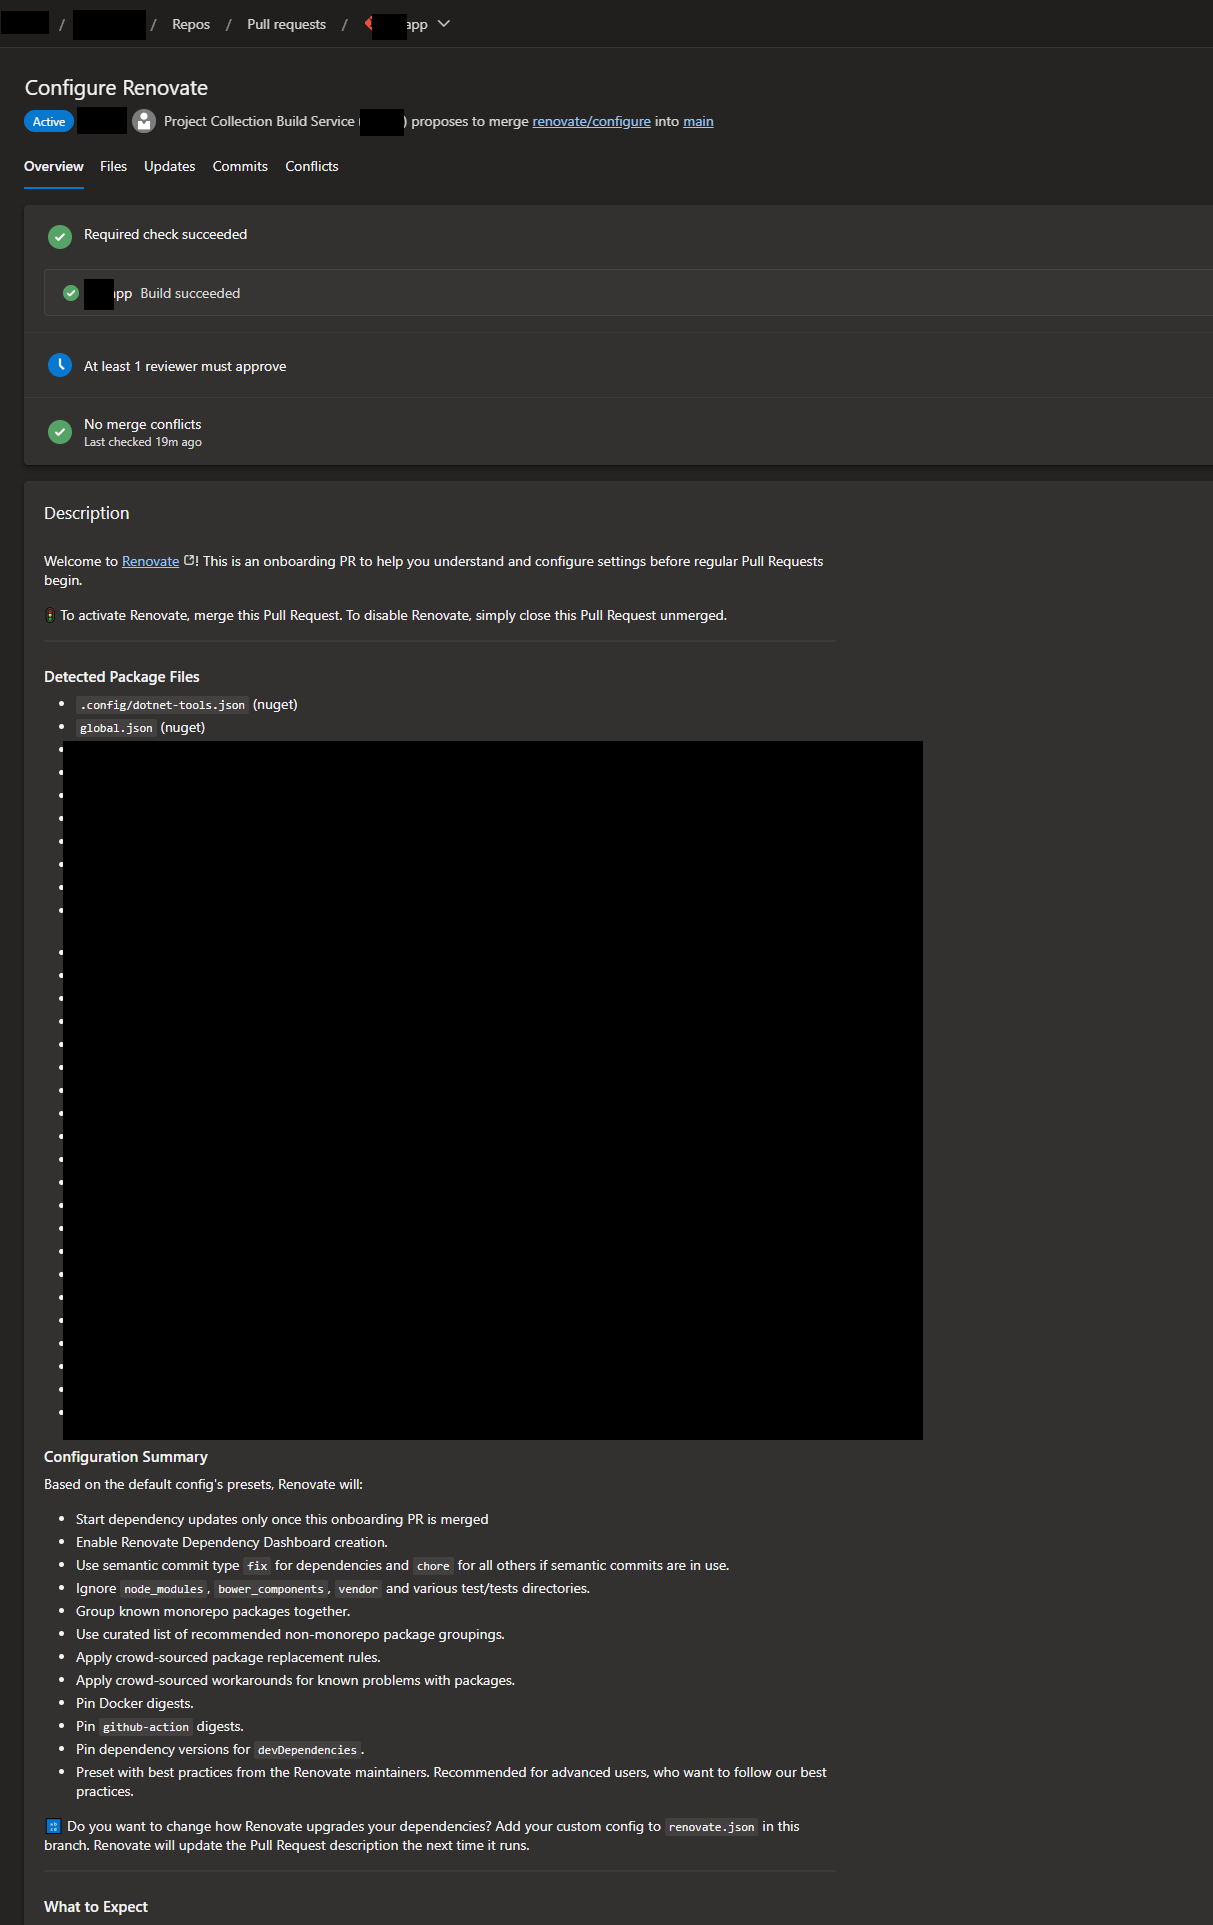 / / Repos / Pull requests / app
Configure Renovate
Active Project Collection Build Service ( ) proposes to merge renovate/configure into main
Overview Files Updates Commits Conflicts
Required check succeeded
pp Build succeeded
At least 1 reviewer must approve
No merge conflicts
Last checked 19m ago
Description
Welcome to Renovate ! This is an onboarding PR to help you understand and configure settings before regular Pull Requests
begin.
🚦 To activate Renovate, merge this Pull Request. To disable Renovate, simply close this Pull Request unmerged.
Detected Package Files
• .config/dotnet-tools.json (nuget)
• global.json (nuget)
Configuration Summary
Based on the default config's presets, Renovate will:
• Start dependency updates only once this onboarding PR is merged
• Enable Renovate Dependency Dashboard creation.
• Use semantic commit type fix for dependencies and chore for all others if semantic commits are in use.
• Ignore node_modules, bower_components, vendor and various test/tests directories.
• Group known monorepo packages together.
• Use curated list of recommended non-monorepo package groupings.
• Apply crowd-sourced package replacement rules.
• Apply crowd-sourced workarounds for known problems with packages.
• Pin Docker digests.
• Pin github-action digests.
• Pin dependency versions for devDependencies.
• Preset with best practices from the Renovate maintainers. Recommended for advanced users, who want to follow our best
practices.
🔡 Do you want to change how Renovate upgrades your dependencies? Add your custom config to renovate.json in this
branch. Renovate will update the Pull Request description the next time it runs.
What to Expect